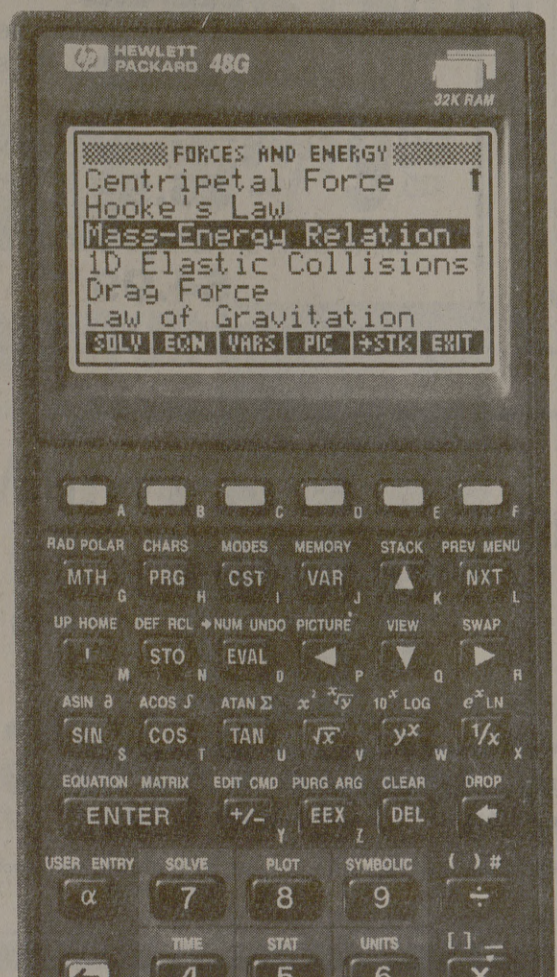 hp HEWLETT PACKARD 48G
32K RAM
FORCES AND ENERGY
Centripetal Force ↑
Hooke's Law
Mass-Energy Relation
1D Elastic Collisions
Drag Force
Law of Gravitation
SOLV EQN VARS PIC →STK EXIT
A B C D E F
RAD POLAR CHARS MODES MEMORY STACK PREV MENU
MTH PRG CST VAR ▲ NXT
G H I J K L
UP HOME DEF RCL →NUM UNDO PICTURE VIEW SWAP
' STO EVAL ◀ ▼ ▶
M N O P Q R
ASIN ∂ ACOS ∫ ATAN Σ x² ˣ√y 10ˣ LOG eˣ LN
SIN COS TAN √x yˣ 1/x
S T U V W X
EQUATION MATRIX EDIT CMD PURG ARG CLEAR DROP
ENTER +/- EEX DEL ←
Y Z
USER ENTRY SOLVE PLOT SYMBOLIC ( ) #
α 7 8 9 ÷
TIME STAT UNITS [ ] _
← 4 5 6 ×